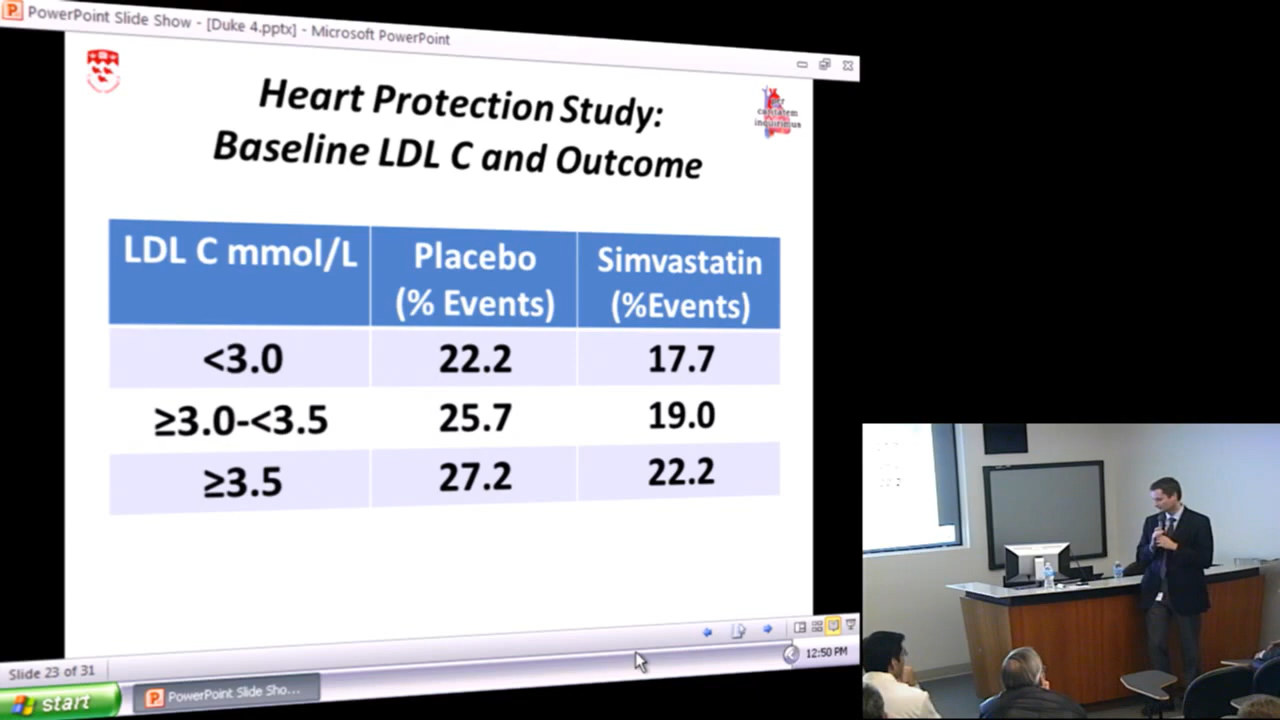 PowerPoint Slide Show - [Duke 4.pptx] - Microsoft PowerPoint
Heart Protection Study:
Baseline LDL C and Outcome
caritatem
inquirimus
LDL C mmol/L Placebo (% Events) Simvastatin (%Events)
<3.0 22.2 17.7
≥3.0-<3.5 25.7 19.0
≥3.5 27.2 22.2
Slide 23 of 31
12:50 PM
start
PowerPoint Slide Sho...